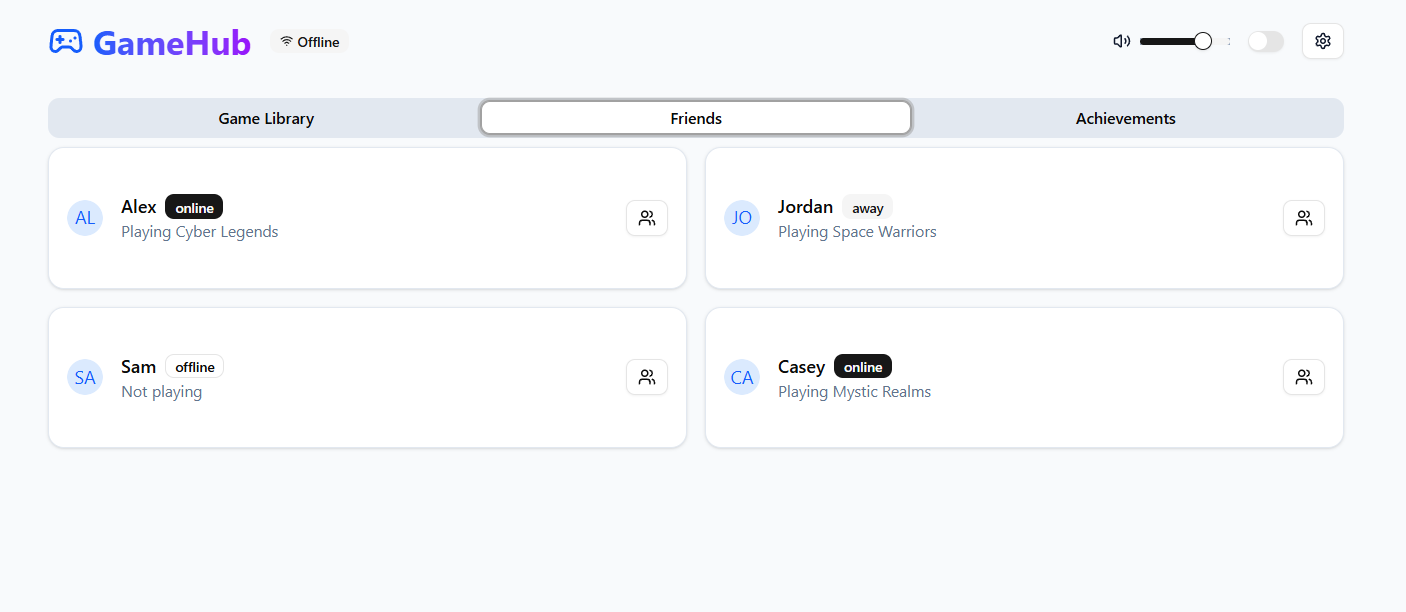 GameHub Offline
Game Library Friends Achievements
AL Alex online
Playing Cyber Legends
JO Jordan away
Playing Space Warriors
SA Sam offline
Not playing
CA Casey online
Playing Mystic Realms